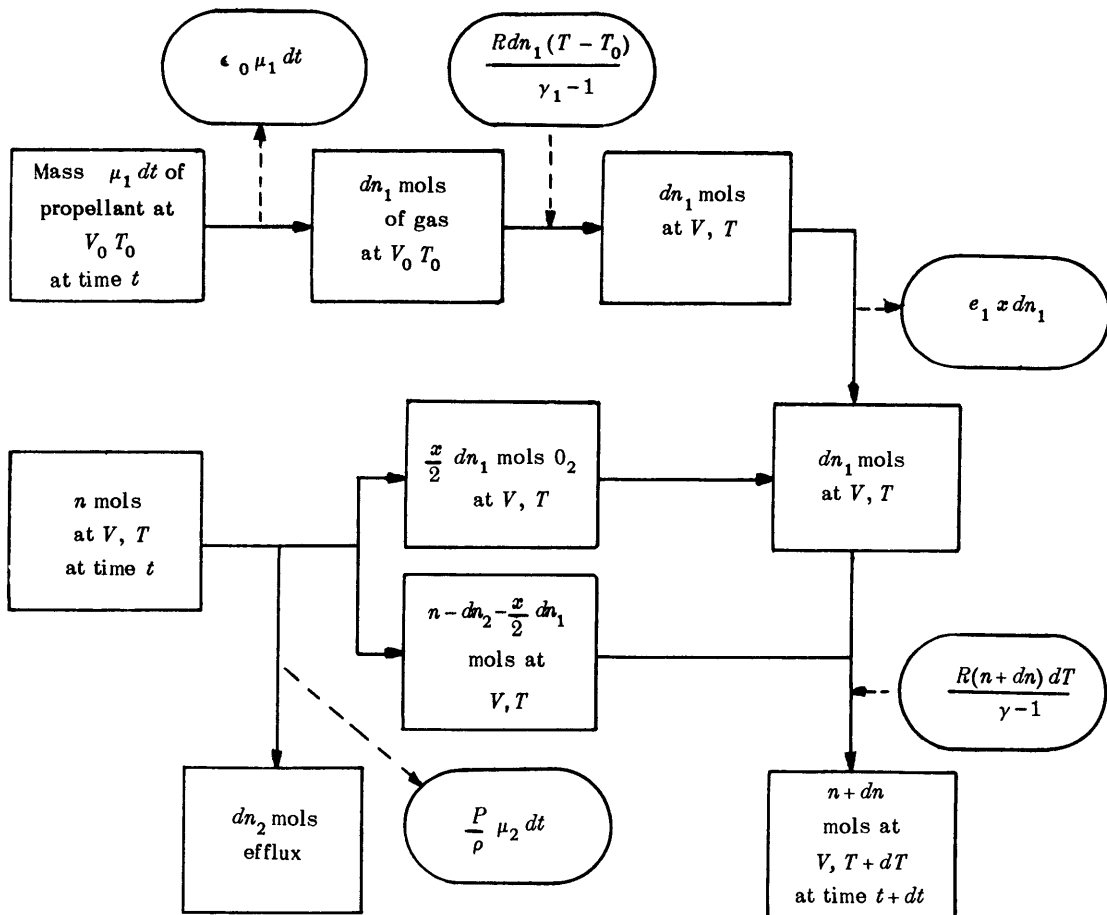 ϵ₀ μ₁ dt
R dn₁ (T − T₀)
γ₁ − 1
Mass μ₁ dt of
propellant at
V₀ T₀
at time t
dn₁ mols
of gas
at V₀ T₀
dn₁ mols
at V, T
e₁ x dn₁
n mols
at V, T
at time t
x/2 dn₁ mols 0₂
at V, T
dn₁ mols
at V, T
n − dn₂ − x/2 dn₁
mols at
V, T
R(n + dn) dT
γ − 1
dn₂ mols
efflux
P/ρ μ₂ dt
n + dn
mols at
V, T + dT
at time t + dt